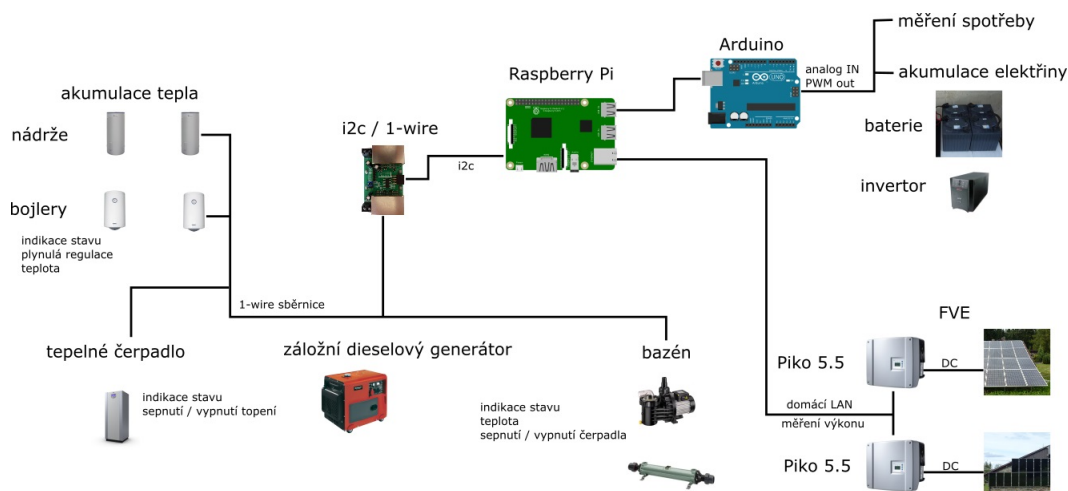 měření spotřeby
Arduino
analog IN
PWM out
Raspberry Pi
akumulace elektřiny
akumulace tepla
nádrže
i2c / 1-wire
i2c
baterie
invertor
bojlery
indikace stavu
plynulá regulace
teplota
1-wire sběrnice
FVE
tepelné čerpadlo
záložní dieselový generátor
bazén
Piko 5.5
DC
indikace stavu
sepnutí / vypnutí topení
indikace stavu
teplota
sepnutí / vypnutí čerpadla
domácí LAN
měření výkonu
Piko 5.5
DC